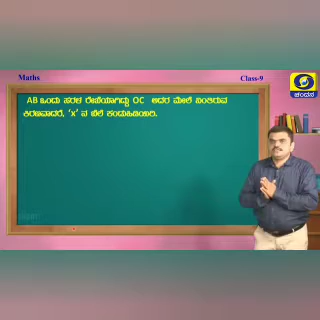 Maths
Class-9
ಚಂದನ
AB ಒಂದು ಸರಳ ರೇಖೆಯಾಗಿದ್ದು OC ಅದರ ಮೇಲೆ ನಿಂತಿರುವ
ಕಿರಣವಾದರೆ, 'x' ನ ಬೆಲೆ ಕಂಡುಹಿಡಿಯಿರಿ.